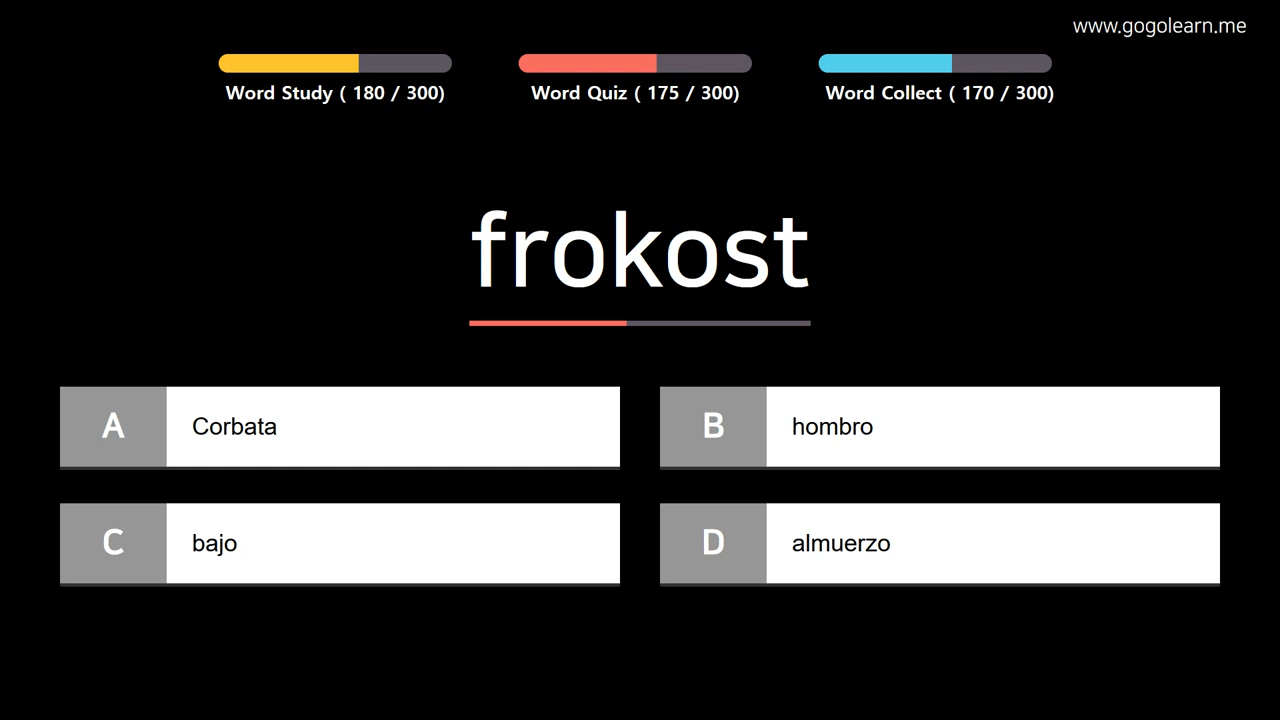 www.gogolearn.me
Word Study ( 180 / 300)
Word Quiz ( 175 / 300)
Word Collect ( 170 / 300)
frokost
A
Corbata
B
hombro
C
bajo
D
almuerzo